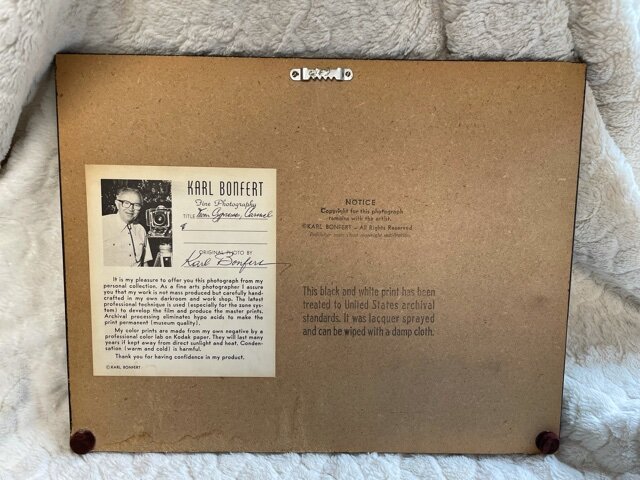 KARL BONFERT
Fine Photography
TITLE Carmel
$
ORIGINAL PHOTO BY
Karl Bonfert
It is my pleasure to offer you this photograph from my
personal collection. As a fine arts photographer I assure
you that my work is not mass produced but carefully hand-
crafted in my own darkroom and work shop. The latest
professional technique is used (especially for the zone sys-
tem) to develop the film and produce the master prints.
Archival processing eliminates hypo acids to make the
print permanent (museum quality).
My color prints are made from my own negative by a
professional color lab on Kodak paper. They will last many
years if kept away from direct sunlight and heat. Conden-
sation (warm and cold) is harmful.
Thank you for having confidence in my product.
©KARL BONFERT
NOTICE
Copyright for this photograph
remains with the artist.
©KARL BONFERT - All Rights Reserved
This black and white print has been
treated to United States archival
standards. It was lacquer sprayed
and can be wiped with a damp cloth.